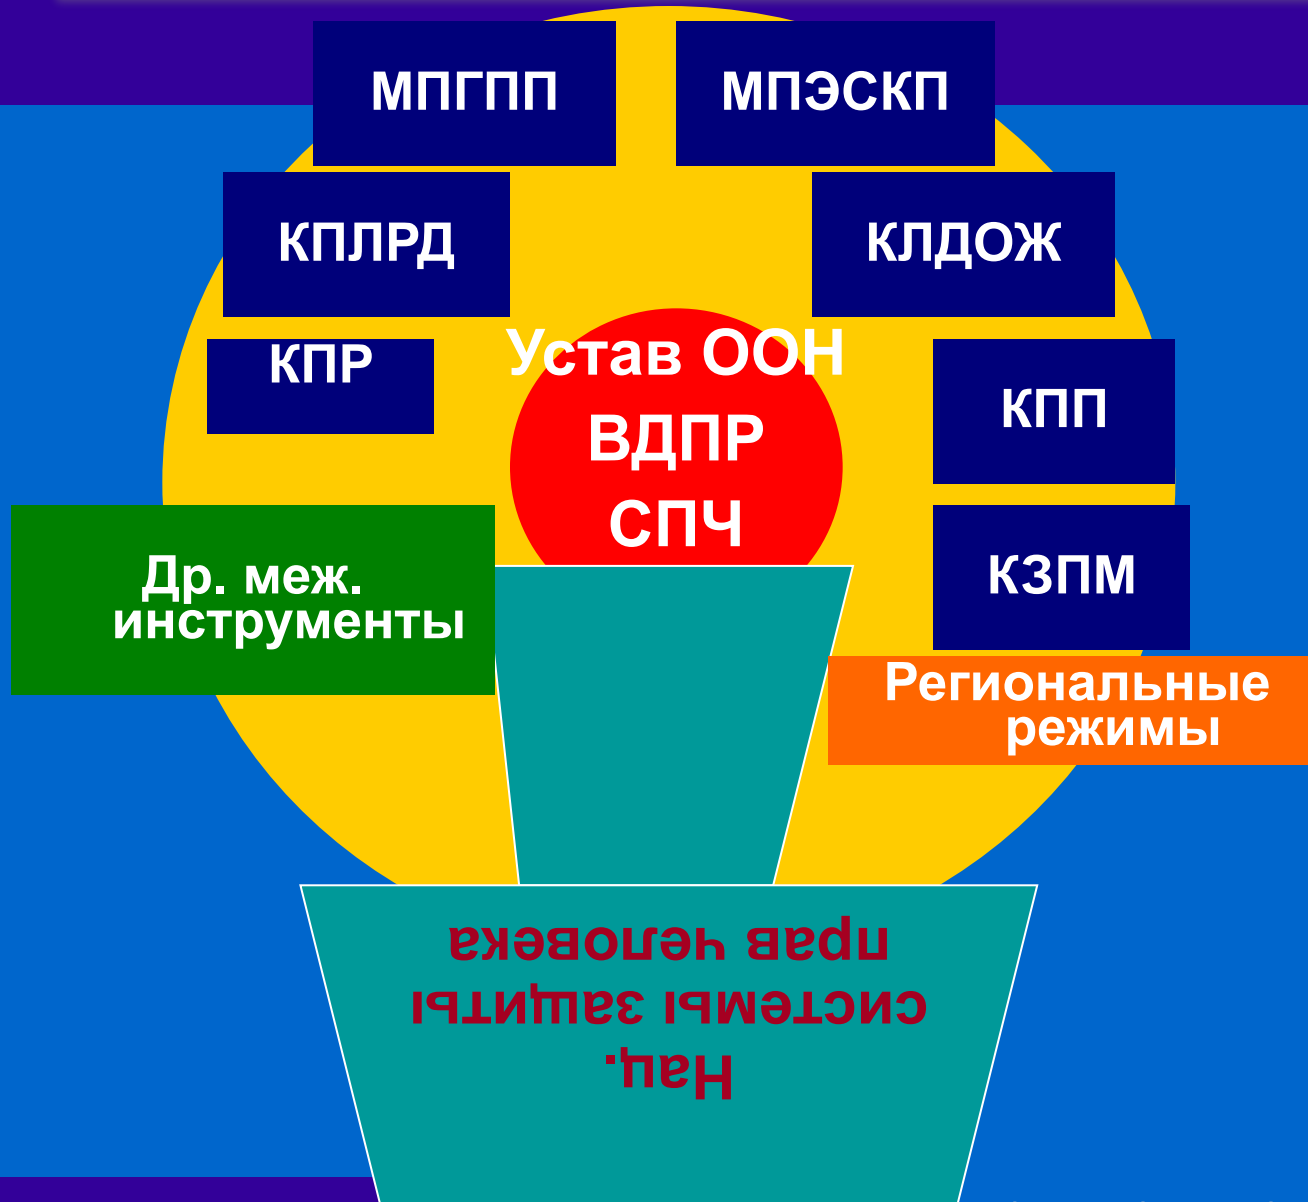 МПГПП
МПЭСКП
КПЛРД
КЛДОЖ
КПР
Устав ООН
ВДПР
СПЧ
КПП
Др. меж.
инструменты
КЗПМ
Региональные
режимы
Нац.
системы защиты
прав человека